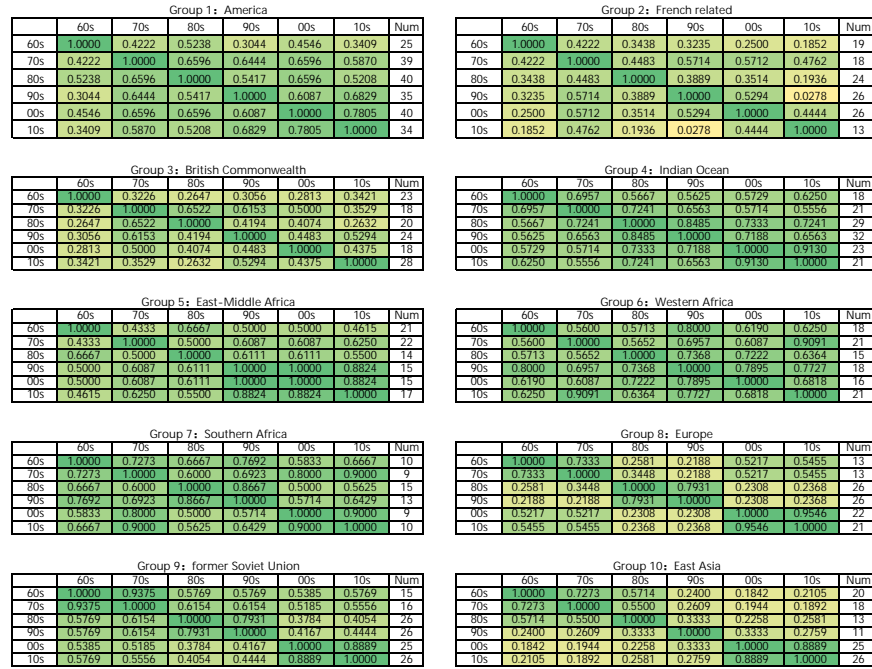 Group 1：America
60s 70s 80s 90s 00s 10s Num
60s 1.0000 0.4222 0.5238 0.3044 0.4546 0.3409 25
70s 0.4222 1.0000 0.6596 0.6444 0.6596 0.5870 39
80s 0.5238 0.6596 1.0000 0.5417 0.6596 0.5208 40
90s 0.3044 0.6444 0.5417 1.0000 0.6087 0.6829 35
00s 0.4546 0.6596 0.6596 0.6087 1.0000 0.7805 40
10s 0.3409 0.5870 0.5208 0.6829 0.7805 1.0000 34
Group 2：French related
60s 70s 80s 90s 00s 10s Num
60s 1.0000 0.4222 0.3438 0.3235 0.2500 0.1852 19
70s 0.4222 1.0000 0.4483 0.5714 0.5712 0.4762 18
80s 0.3438 0.4483 1.0000 0.3889 0.3514 0.1936 24
90s 0.3235 0.5714 0.3889 1.0000 0.5294 0.0278 26
00s 0.2500 0.5712 0.3514 0.5294 1.0000 0.4444 26
10s 0.1852 0.4762 0.1936 0.0278 0.4444 1.0000 13
Group 3：British Commonwealth
60s 70s 80s 90s 00s 10s Num
60s 1.0000 0.3226 0.2647 0.3056 0.2813 0.3421 23
70s 0.3226 1.0000 0.6522 0.6153 0.5000 0.3529 18
80s 0.2647 0.6522 1.0000 0.4194 0.4074 0.2632 20
90s 0.3056 0.6153 0.4194 1.0000 0.4483 0.5294 24
00s 0.2813 0.5000 0.4074 0.4483 1.0000 0.4375 18
10s 0.3421 0.3529 0.2632 0.5294 0.4375 1.0000 28
Group 4：Indian Ocean
60s 70s 80s 90s 00s 10s Num
60s 1.0000 0.6957 0.5667 0.5625 0.5729 0.6250 18
70s 0.6957 1.0000 0.7241 0.6563 0.5714 0.5556 21
80s 0.5667 0.7241 1.0000 0.8485 0.7333 0.7241 29
90s 0.5625 0.6563 0.8485 1.0000 0.7188 0.6563 32
00s 0.5729 0.5714 0.7333 0.7188 1.0000 0.9130 23
10s 0.6250 0.5556 0.7241 0.6563 0.9130 1.0000 21
Group 5：East-Middle Africa
60s 70s 80s 90s 00s 10s Num
60s 1.0000 0.4333 0.6667 0.5000 0.5000 0.4615 21
70s 0.4333 1.0000 0.5000 0.6087 0.6087 0.6250 22
80s 0.6667 0.5000 1.0000 0.6111 0.6111 0.5500 14
90s 0.5000 0.6087 0.6111 1.0000 1.0000 0.8824 15
00s 0.5000 0.6087 0.6111 1.0000 1.0000 0.8824 15
10s 0.4615 0.6250 0.5500 0.8824 0.8824 1.0000 17
Group 6：Western Africa
60s 70s 80s 90s 00s 10s Num
60s 1.0000 0.5600 0.5713 0.8000 0.6190 0.6250 18
70s 0.5600 1.0000 0.5652 0.6957 0.6087 0.9091 21
80s 0.5713 0.5652 1.0000 0.7368 0.7222 0.6364 15
90s 0.8000 0.6957 0.7368 1.0000 0.7895 0.7727 18
00s 0.6190 0.6087 0.7222 0.7895 1.0000 0.6818 16
10s 0.6250 0.9091 0.6364 0.7727 0.6818 1.0000 21
Group 7：Southern Africa
60s 70s 80s 90s 00s 10s Num
60s 1.0000 0.7273 0.6667 0.7692 0.5833 0.6667 10
70s 0.7273 1.0000 0.6000 0.6923 0.8000 0.9000 9
80s 0.6667 0.6000 1.0000 0.8667 0.5000 0.5625 15
90s 0.7692 0.6923 0.8667 1.0000 0.5714 0.6429 13
00s 0.5833 0.8000 0.5000 0.5714 1.0000 0.9000 9
10s 0.6667 0.9000 0.5625 0.6429 0.9000 1.0000 10
Group 8：Europe
60s 70s 80s 90s 00s 10s Num
60s 1.0000 0.7333 0.2581 0.2188 0.5217 0.5455 13
70s 0.7333 1.0000 0.3448 0.2188 0.5217 0.5455 13
80s 0.2581 0.3448 1.0000 0.7931 0.2308 0.2368 26
90s 0.2188 0.2188 0.7931 1.0000 0.2308 0.2368 26
00s 0.5217 0.5217 0.2308 0.2308 1.0000 0.9546 22
10s 0.5455 0.5455 0.2368 0.2368 0.9546 1.0000 21
Group 9：former Soviet Union
60s 70s 80s 90s 00s 10s Num
60s 1.0000 0.9375 0.5769 0.5769 0.5385 0.5769 15
70s 0.9375 1.0000 0.6154 0.6154 0.5185 0.5556 16
80s 0.5769 0.6154 1.0000 0.7931 0.3784 0.4054 26
90s 0.5769 0.6154 0.7931 1.0000 0.4167 0.4444 26
00s 0.5385 0.5185 0.3784 0.4167 1.0000 0.8889 25
10s 0.5769 0.5556 0.4054 0.4444 0.8889 1.0000 26
Group 10：East Asia
60s 70s 80s 90s 00s 10s Num
60s 1.0000 0.7273 0.5714 0.2400 0.1842 0.2105 20
70s 0.7273 1.0000 0.5500 0.2609 0.1944 0.1892 18
80s 0.5714 0.5500 1.0000 0.3333 0.2258 0.2581 13
90s 0.2400 0.2609 0.3333 1.0000 0.3333 0.2759 11
00s 0.1842 0.1944 0.2258 0.3333 1.0000 0.8889 25
10s 0.2105 0.1892 0.2581 0.2759 0.8889 1.0000 26